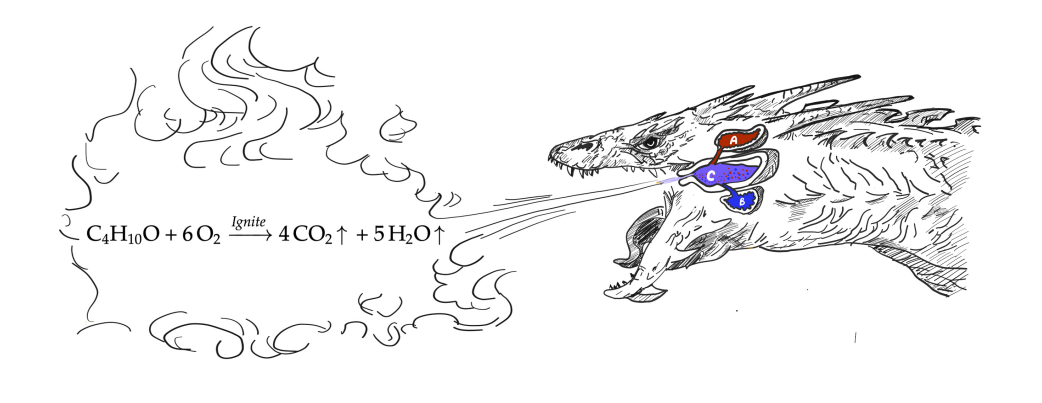 A
C
B
C₄H₁₀O + 6 O₂ —Ignite→ 4 CO₂ ↑ + 5 H₂O ↑